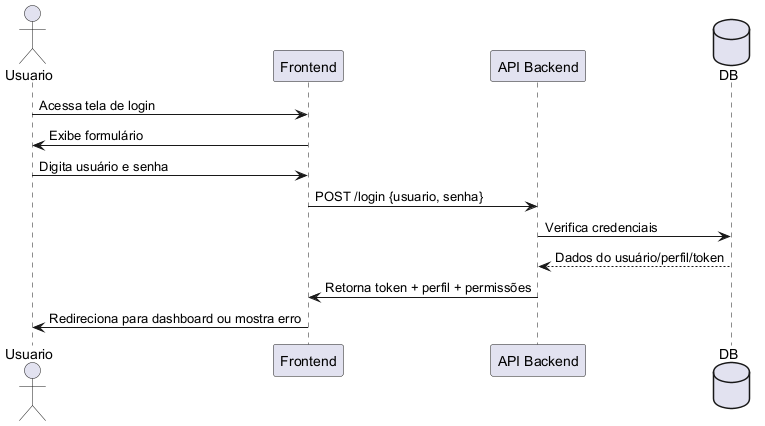 Usuario
Frontend
API Backend
DB
Acessa tela de login
Exibe formulário
Digita usuário e senha
POST /login {usuario, senha}
Verifica credenciais
Dados do usuário/perfil/token
Retorna token + perfil + permissões
Redireciona para dashboard ou mostra erro
Usuario
Frontend
API Backend
DB